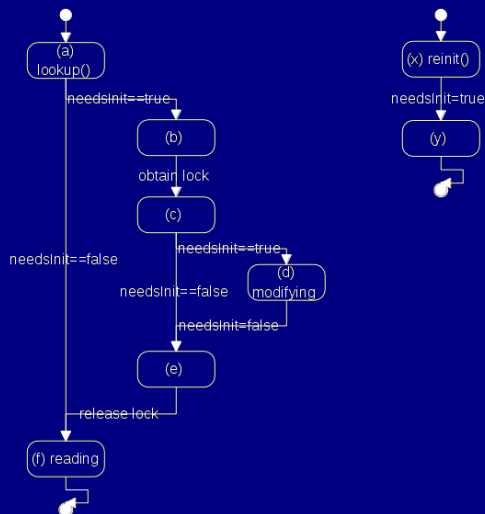 (a)
lookup()
(x) reinit()
needsInit==true
needsInit=true
(b)
(y)
obtain lock
(c)
needsInit==true
needsInit==false
(d)
modifying
needsInit==false
needsInit=false
(e)
release lock
(f) reading